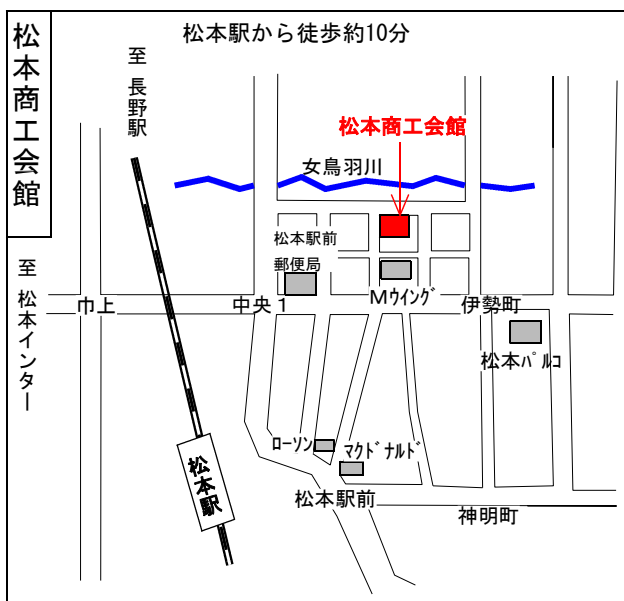 松本商工会館
松本駅から徒歩約10分
至 長野駅
松本商工会館
女鳥羽川
松本駅前
郵便局
至 松本インター
巾上
中央1
Mｳｲﾝｸﾞ
伊勢町
松本ﾊﾟﾙｺ
ﾛｰｿﾝ
ﾏｸﾄﾞﾅﾙﾄﾞ
松本駅
松本駅前
神明町